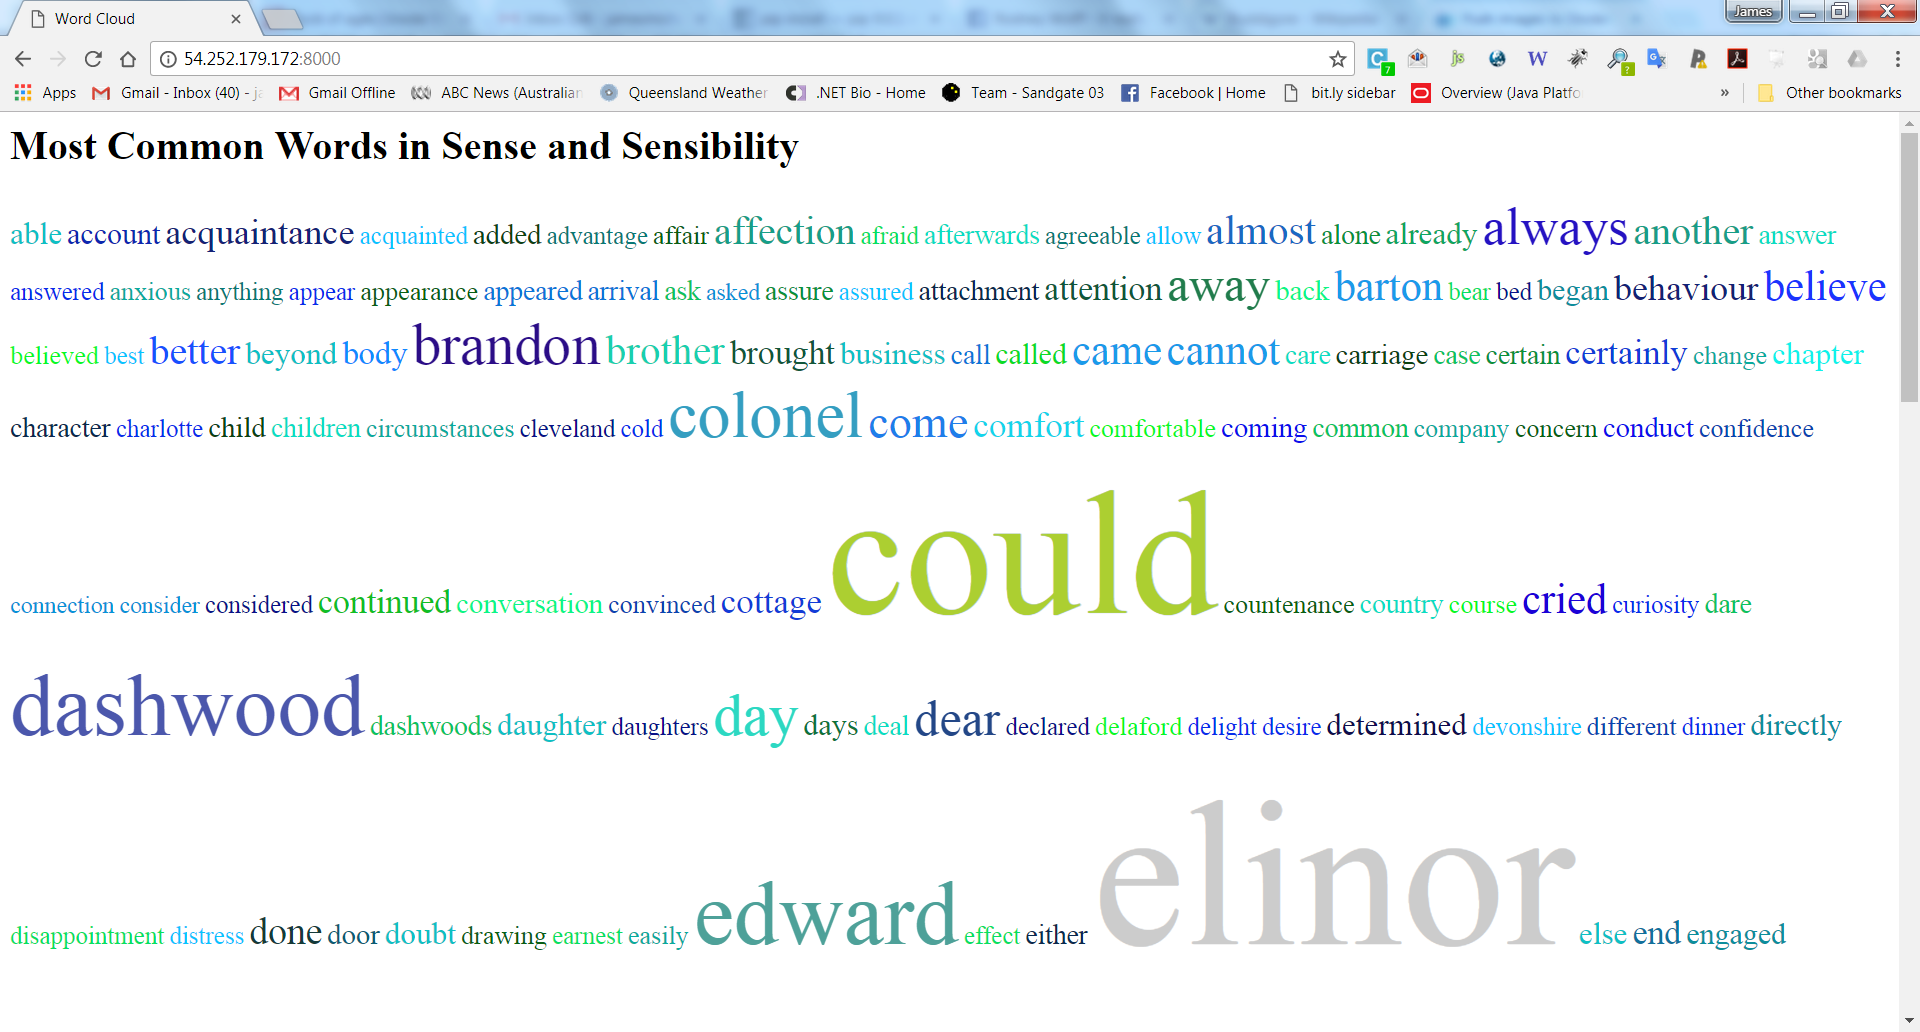 Word Cloud
James
54.252.179.172:8000
Apps Gmail - Inbox (40) - ja Gmail Offline ABC News (Australian Queensland Weather .NET Bio - Home Team - Sandgate 03 Facebook | Home bit.ly sidebar Overview (Java Platfo » Other bookmarks
Most Common Words in Sense and Sensibility
able account acquaintance acquainted added advantage affair affection afraid afterwards agreeable allow almost alone already always another answer
answered anxious anything appear appearance appeared arrival ask asked assure assured attachment attention away back barton bear bed began behaviour believe
believed best better beyond body brandon brother brought business call called came cannot care carriage case certain certainly change chapter
character charlotte child children circumstances cleveland cold colonel come comfort comfortable coming common company concern conduct confidence
connection consider considered continued conversation convinced cottage could countenance country course cried curiosity dare
dashwood dashwoods daughter daughters day days deal dear declared delaford delight desire determined devonshire different dinner directly
disappointment distress done door doubt drawing earnest easily edward effect either elinor else end engaged